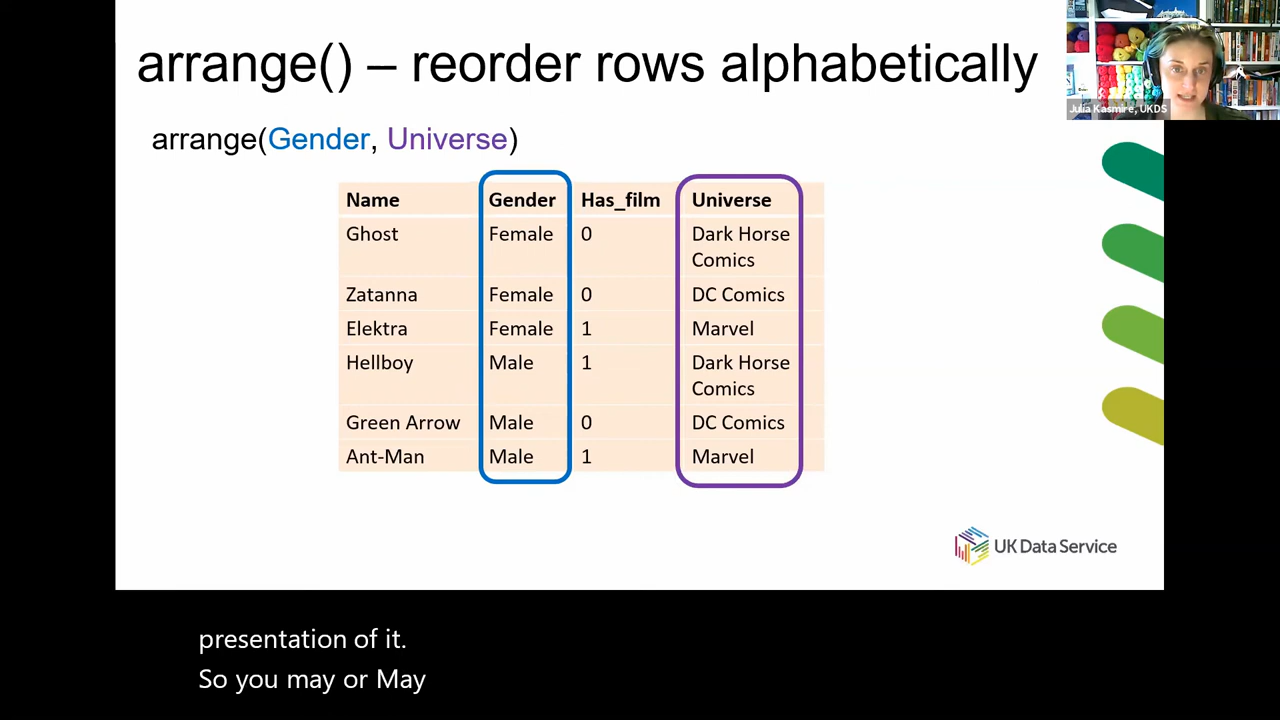 arrange() – reorder rows alphabetically
Julia Kasmire, UKDS
arrange(Gender, Universe)
Name Gender Has_film Universe
Ghost Female 0 Dark Horse
Comics
Zatanna Female 0 DC Comics
Elektra Female 1 Marvel
Hellboy Male 1 Dark Horse
Comics
Green Arrow Male 0 DC Comics
Ant-Man Male 1 Marvel
UK Data Service
presentation of it.
So you may or May